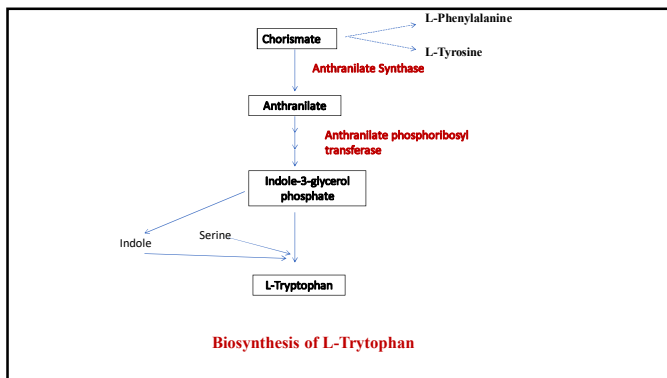 L-Phenylalanine
Chorismate
L-Tyrosine
Anthranilate Synthase
Anthranilate
Anthranilate phosphoribosyl
transferase
Indole-3-glycerol
phosphate
Serine
Indole
L-Tryptophan
Biosynthesis of L-Trytophan